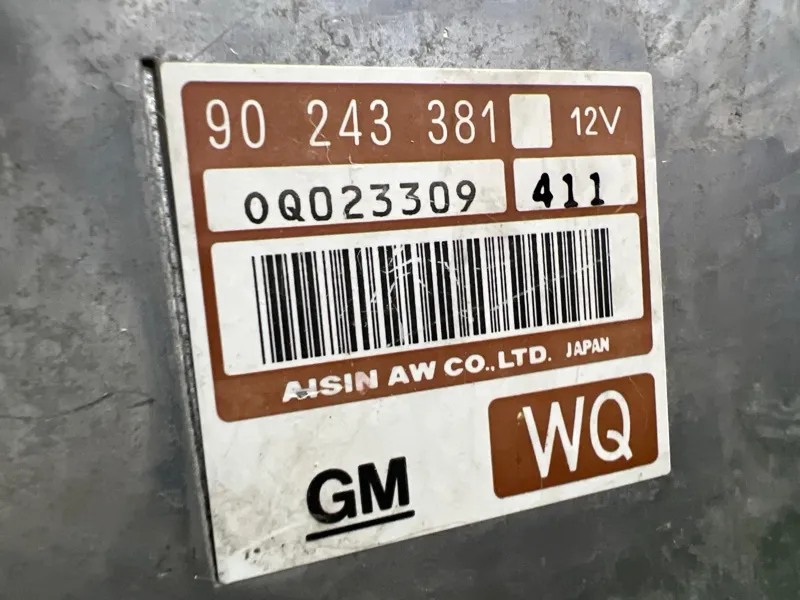 90 243 381 12V
0Q023309 411
AISIN AW CO.,LTD. JAPAN
WQ
GM